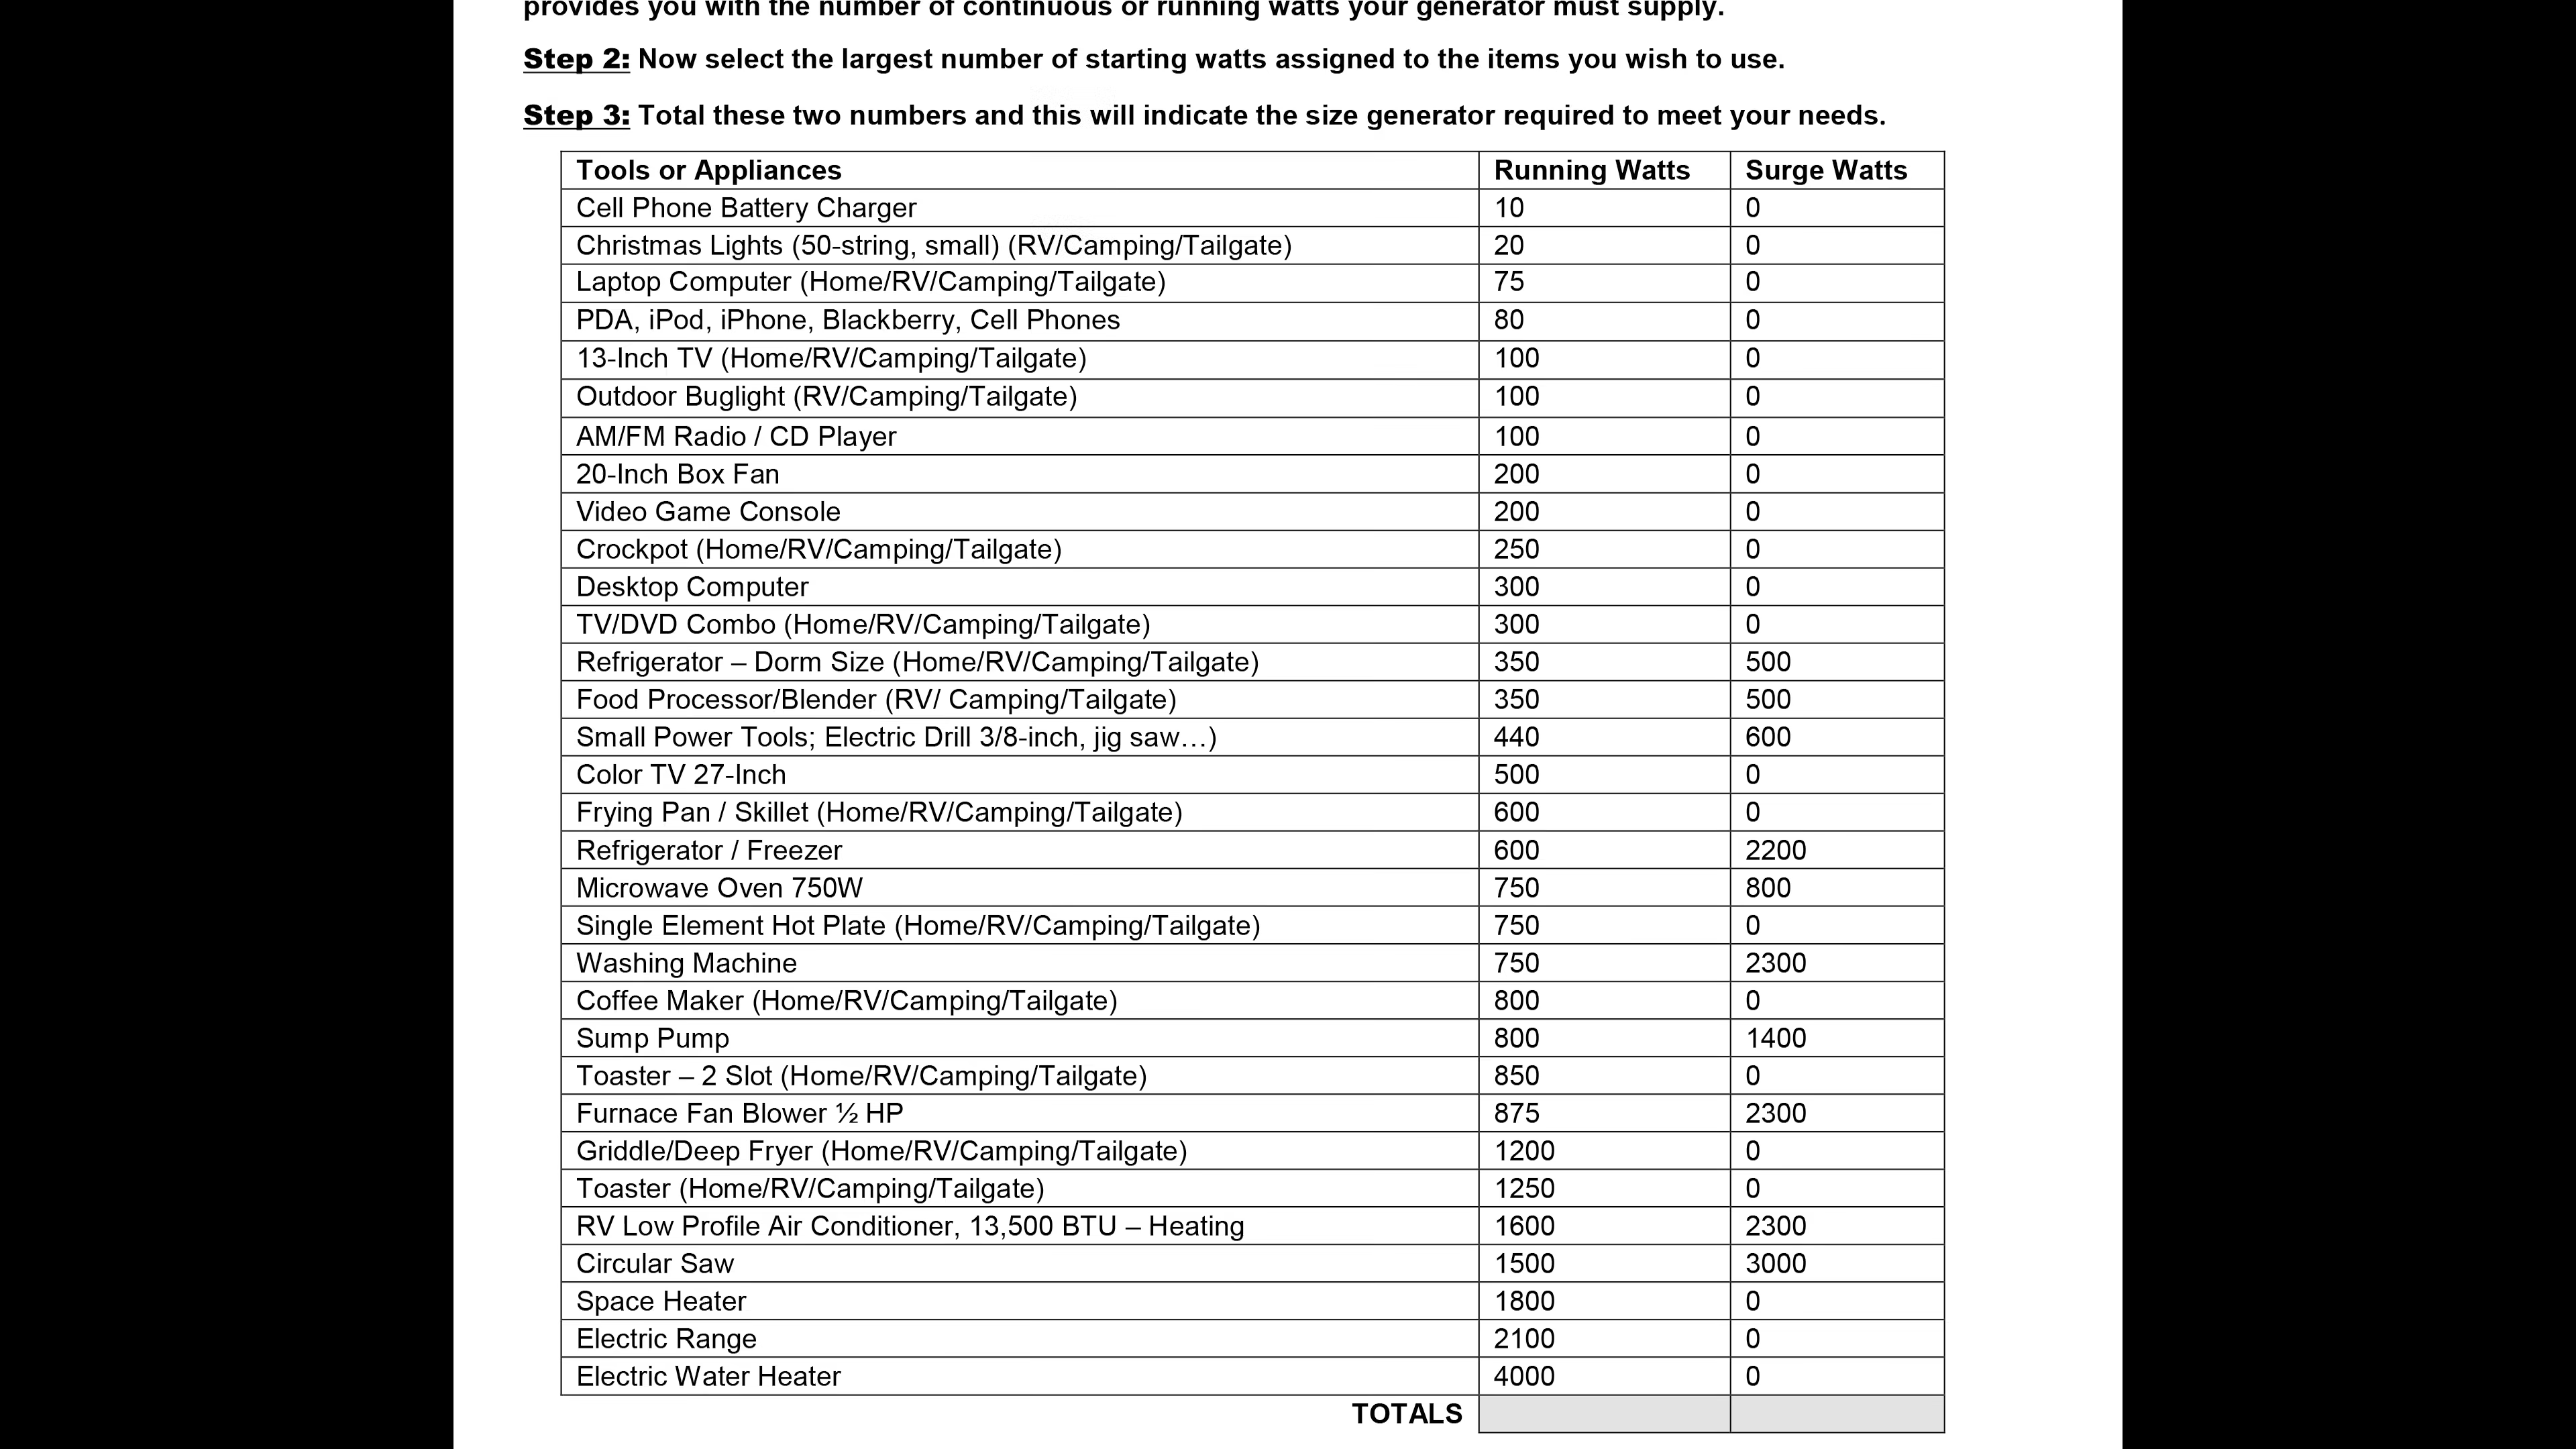 provides you with the number of continuous or running watts your generator must supply.
Step 2: Now select the largest number of starting watts assigned to the items you wish to use.
Step 3: Total these two numbers and this will indicate the size generator required to meet your needs.
Tools or Appliances Running Watts Surge Watts
Cell Phone Battery Charger 10 0
Christmas Lights (50-string, small) (RV/Camping/Tailgate) 20 0
Laptop Computer (Home/RV/Camping/Tailgate) 75 0
PDA, iPod, iPhone, Blackberry, Cell Phones 80 0
13-Inch TV (Home/RV/Camping/Tailgate) 100 0
Outdoor Buglight (RV/Camping/Tailgate) 100 0
AM/FM Radio / CD Player 100 0
20-Inch Box Fan 200 0
Video Game Console 200 0
Crockpot (Home/RV/Camping/Tailgate) 250 0
Desktop Computer 300 0
TV/DVD Combo (Home/RV/Camping/Tailgate) 300 0
Refrigerator – Dorm Size (Home/RV/Camping/Tailgate) 350 500
Food Processor/Blender (RV/ Camping/Tailgate) 350 500
Small Power Tools; Electric Drill 3/8-inch, jig saw…) 440 600
Color TV 27-Inch 500 0
Frying Pan / Skillet (Home/RV/Camping/Tailgate) 600 0
Refrigerator / Freezer 600 2200
Microwave Oven 750W 750 800
Single Element Hot Plate (Home/RV/Camping/Tailgate) 750 0
Washing Machine 750 2300
Coffee Maker (Home/RV/Camping/Tailgate) 800 0
Sump Pump 800 1400
Toaster – 2 Slot (Home/RV/Camping/Tailgate) 850 0
Furnace Fan Blower ½ HP 875 2300
Griddle/Deep Fryer (Home/RV/Camping/Tailgate) 1200 0
Toaster (Home/RV/Camping/Tailgate) 1250 0
RV Low Profile Air Conditioner, 13,500 BTU – Heating 1600 2300
Circular Saw 1500 3000
Space Heater 1800 0
Electric Range 2100 0
Electric Water Heater 4000 0
TOTALS